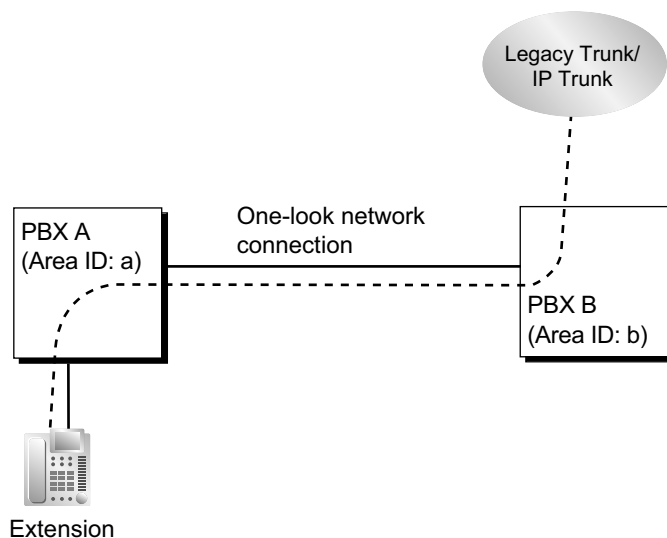 Legacy Trunk/
IP Trunk
One-look network
connection
PBX A
(Area ID: a)
PBX B
(Area ID: b)
Extension